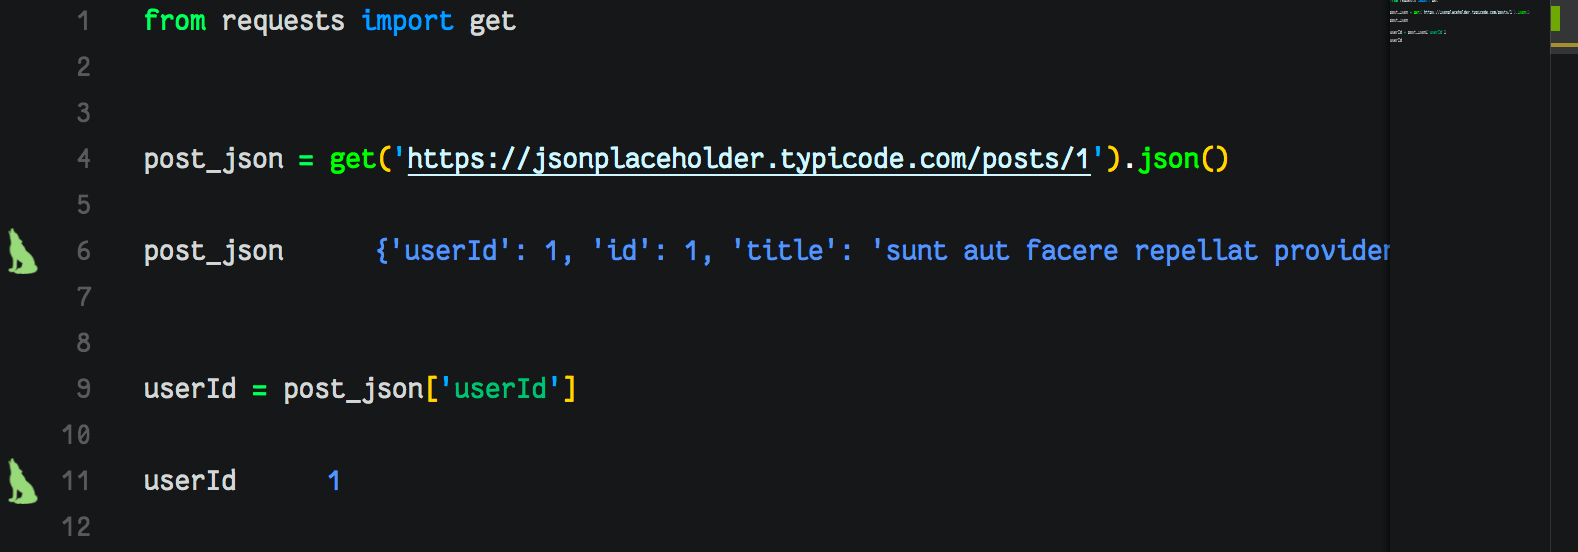 1 from requests import get
2
3
4 post_json = get('https://jsonplaceholder.typicode.com/posts/1').json()
5
6 post_json {'userId': 1, 'id': 1, 'title': 'sunt aut facere repellat provider
7
8
9 userId = post_json['userId']
10
11 userId 1
12